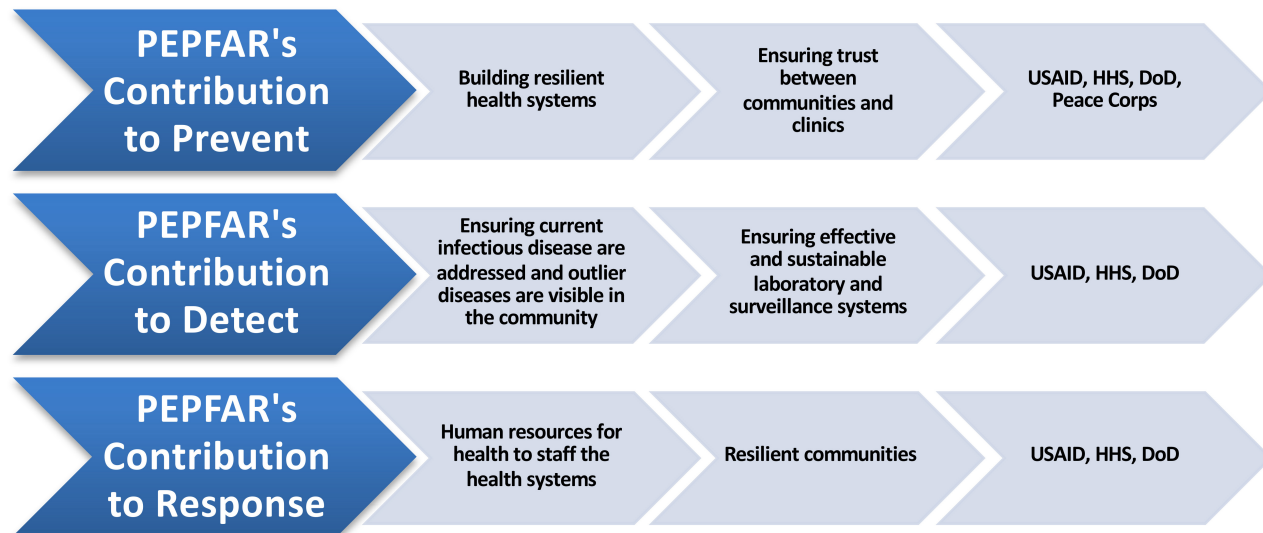 PEPFAR's
Contribution
to Prevent
Building resilient
health systems
Ensuring trust
between
communities and
clinics
USAID, HHS, DoD,
Peace Corps
PEPFAR's
Contribution
to Detect
Ensuring current
infectious disease are
addressed and outlier
diseases are visible in
the community
Ensuring effective
and sustainable
laboratory and
surveillance systems
USAID, HHS, DoD
PEPFAR's
Contribution
to Response
Human resources for
health to staff the
health systems
Resilient communities
USAID, HHS, DoD